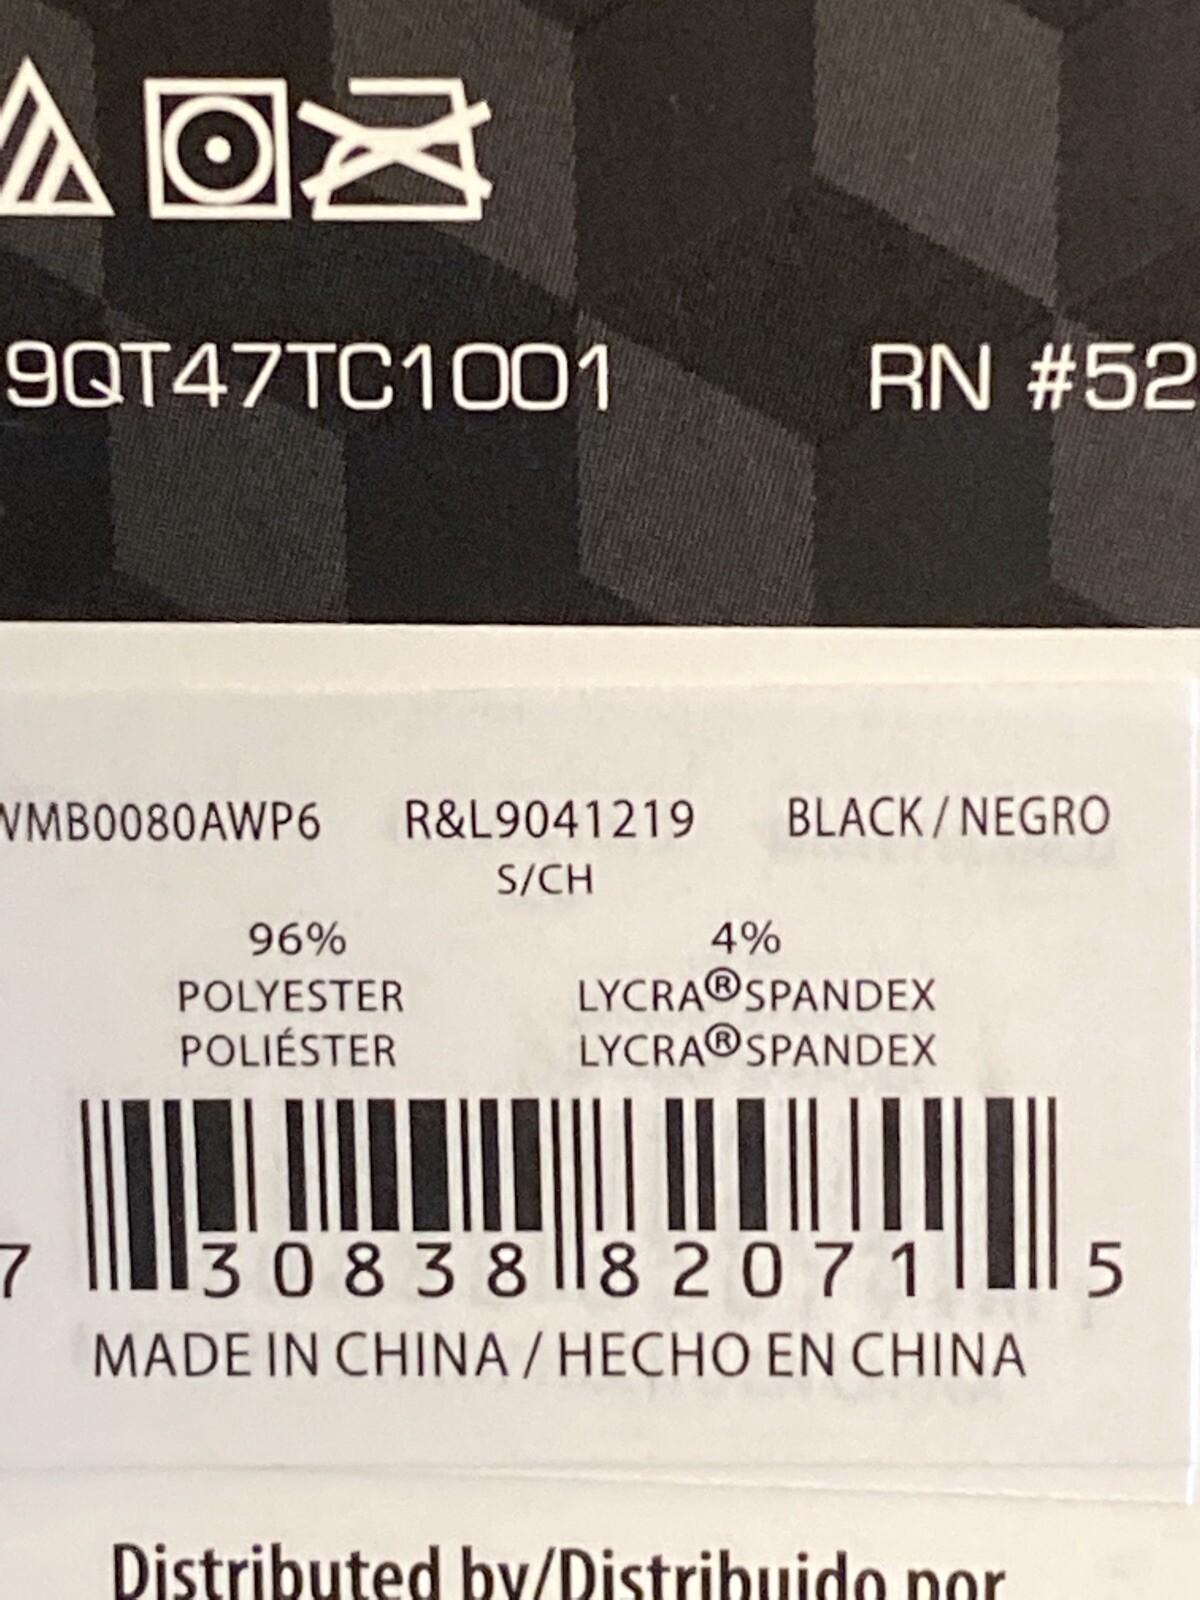 9QT47TC1001 RN #52
WMB0080AWP6 R&L9041219 BLACK / NEGRO
S/CH
96% 4%
POLYESTER LYCRA®SPANDEX
POLIÉSTER LYCRA®SPANDEX
7 30838 82071 5
MADE IN CHINA / HECHO EN CHINA
Distributed by/Distribuido por